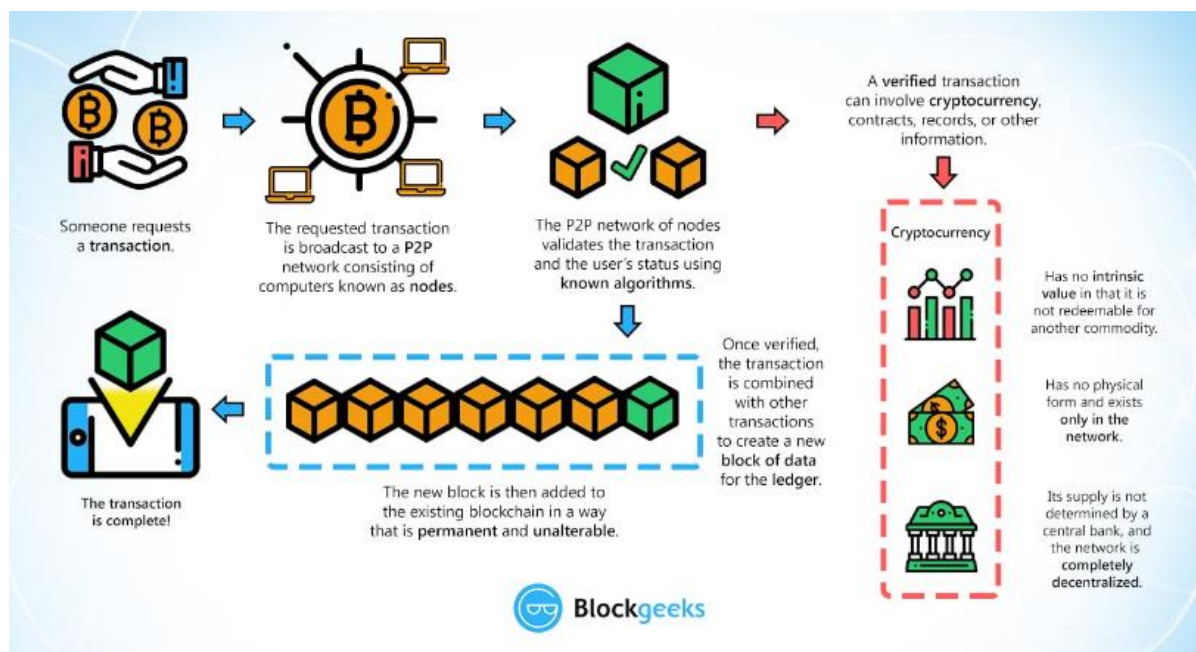 Someone requests
a transaction.
The requested transaction
is broadcast to a P2P
network consisting of
computers known as nodes.
The P2P network of nodes
validates the transaction
and the user's status using
known algorithms.
A verified transaction
can involve cryptocurrency,
contracts, records, or other
information.
Cryptocurrency
Has no intrinsic
value in that it is
not redeemable for
another commodity.
Has no physical
form and exists
only in the
network.
Its supply is not
determined by a
central bank, and
the network is
completely
decentralized.
Once verified,
the transaction
is combined
with other
transactions
to create a new
block of data
for the ledger.
The new block is then added to
the existing blockchain in a way
that is permanent and unalterable.
The transaction
is complete!
Blockgeeks